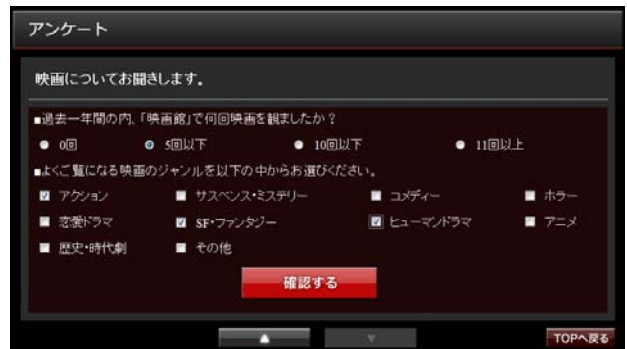 アンケート
映画についてお聞きします。
■過去一年間の内、「映画館」で何回映画を観ましたか?
0回 5回以下 10回以下 11回以上
■よくご覧になる映画のジャンルを以下の中からお選びください。
アクション サスペンス・ミステリー コメディー ホラー
恋愛ドラマ SF・ファンタジー ヒューマンドラマ アニメ
歴史・時代劇 その他
確認する
TOPへ戻る